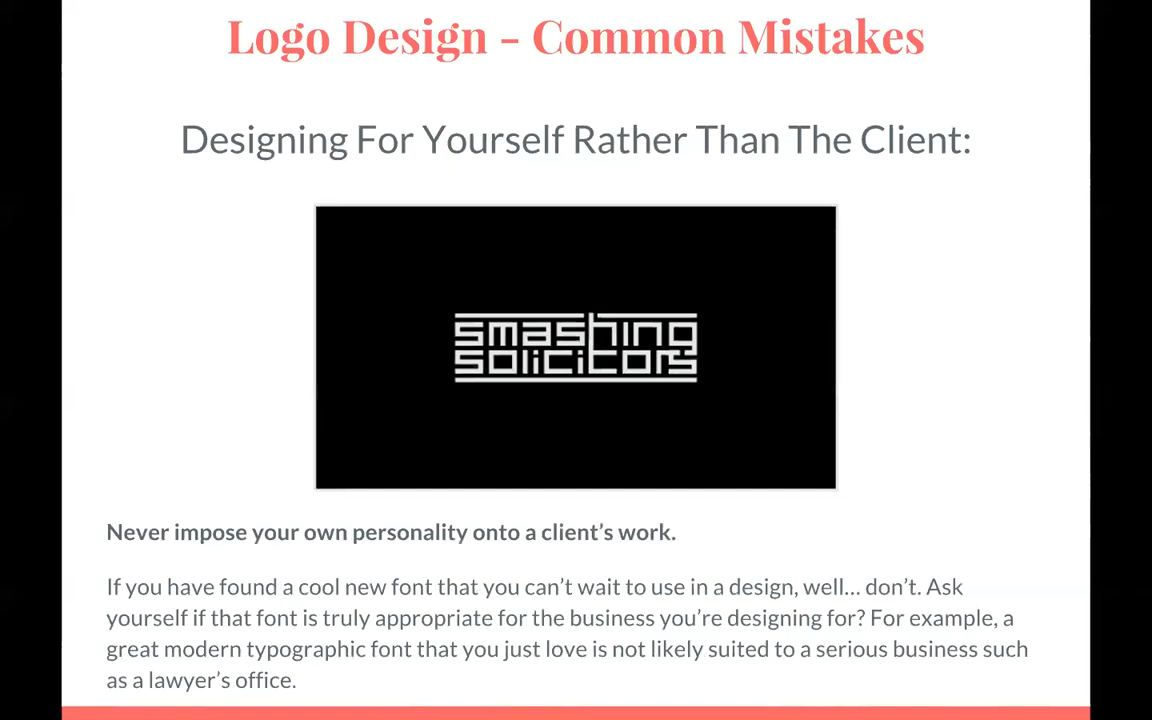 Logo Design - Common Mistakes
Designing For Yourself Rather Than The Client:
smashing
solicitors
Never impose your own personality onto a client’s work.
If you have found a cool new font that you can’t wait to use in a design, well… don’t. Ask
yourself if that font is truly appropriate for the business you’re designing for? For example, a
great modern typographic font that you just love is not likely suited to a serious business such
as a lawyer’s office.